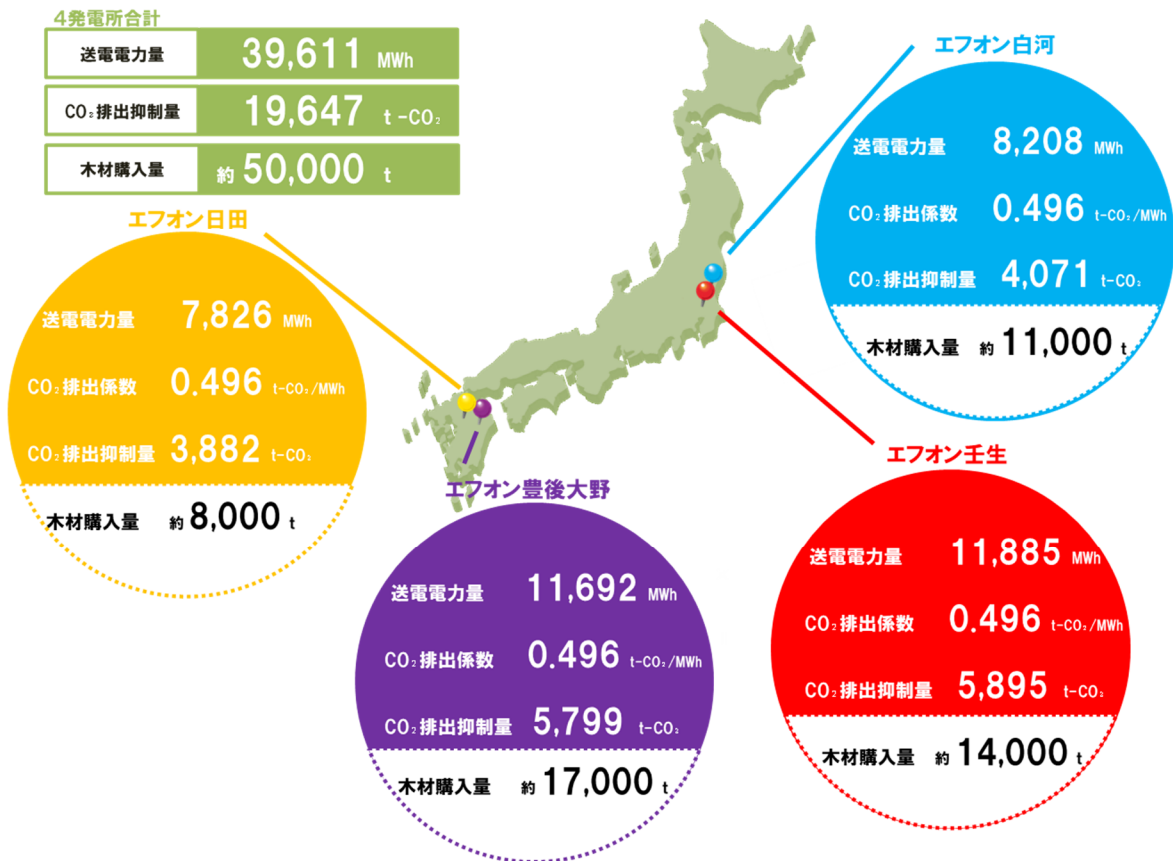 4発電所合計
送電電力量 39,611 MWh
CO₂排出抑制量 19,647 t-CO₂
木材購入量 約 50,000 t
エフオン白河
送電電力量 8,208 MWh
CO₂排出係数 0.496 t-CO₂/MWh
CO₂排出抑制量 4,071 t-CO₂
木材購入量 約 11,000 t
エフオン日田
送電電力量 7,826 MWh
CO₂排出係数 0.496 t-CO₂/MWh
CO₂排出抑制量 3,882 t-CO₂
木材購入量 約 8,000 t
エフオン豊後大野
送電電力量 11,692 MWh
CO₂排出係数 0.496 t-CO₂/MWh
CO₂排出抑制量 5,799 t-CO₂
木材購入量 約 17,000 t
エフオン壬生
送電電力量 11,885 MWh
CO₂排出係数 0.496 t-CO₂/MWh
CO₂排出抑制量 5,895 t-CO₂
木材購入量 約 14,000 t